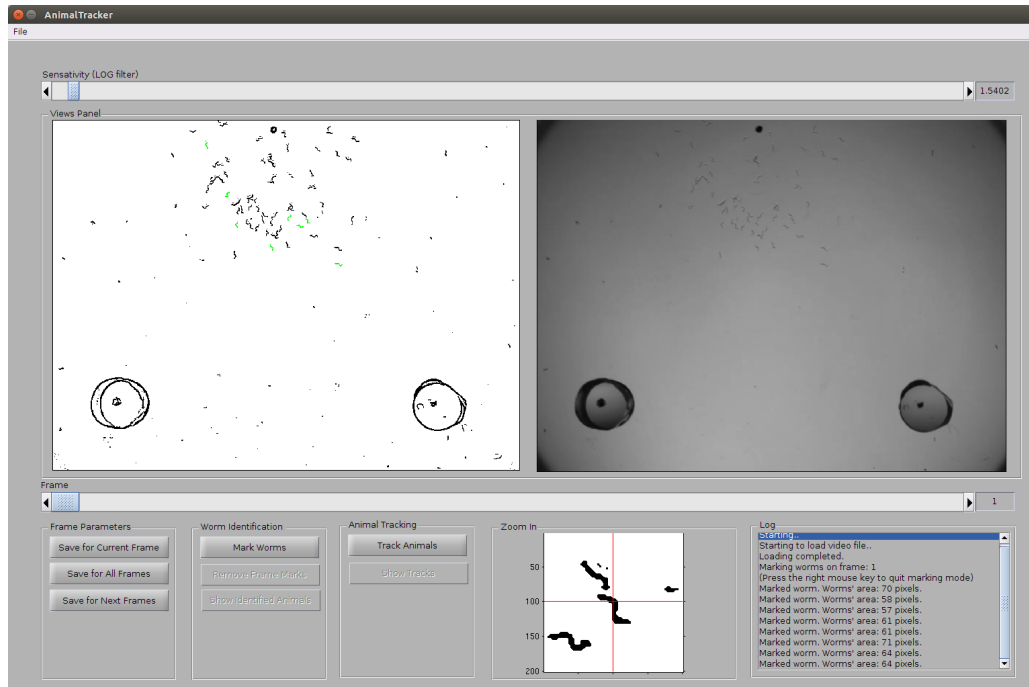 AnimalTracker
File
Sensativity (LOG filter)
1.5402
Views Panel
Frame
1
Frame Parameters
Save for Current Frame
Save for All Frames
Save for Next Frames
Worm Identification
Mark Worms
Remove Frame Marks
Show Identified Animals
Animal Tracking
Track Animals
Show Tracks
Zoom In
50
100
150
200
Log
Starting..
Starting to load video file..
Loading completed.
Marking worms on frame: 1
(Press the right mouse key to quit marking mode)
Marked worm. Worms' area: 70 pixels.
Marked worm. Worms' area: 58 pixels.
Marked worm. Worms' area: 57 pixels.
Marked worm. Worms' area: 61 pixels.
Marked worm. Worms' area: 61 pixels.
Marked worm. Worms' area: 71 pixels.
Marked worm. Worms' area: 64 pixels.
Marked worm. Worms' area: 64 pixels.